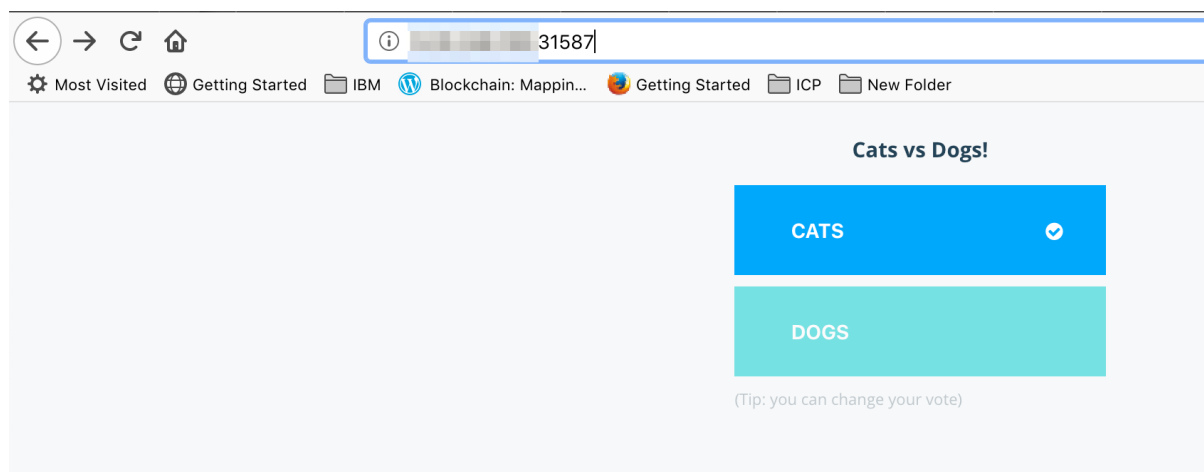 31587
Most Visited Getting Started IBM Blockchain: Mappin... Getting Started ICP New Folder
Cats vs Dogs!
CATS
DOGS
(Tip: you can change your vote)